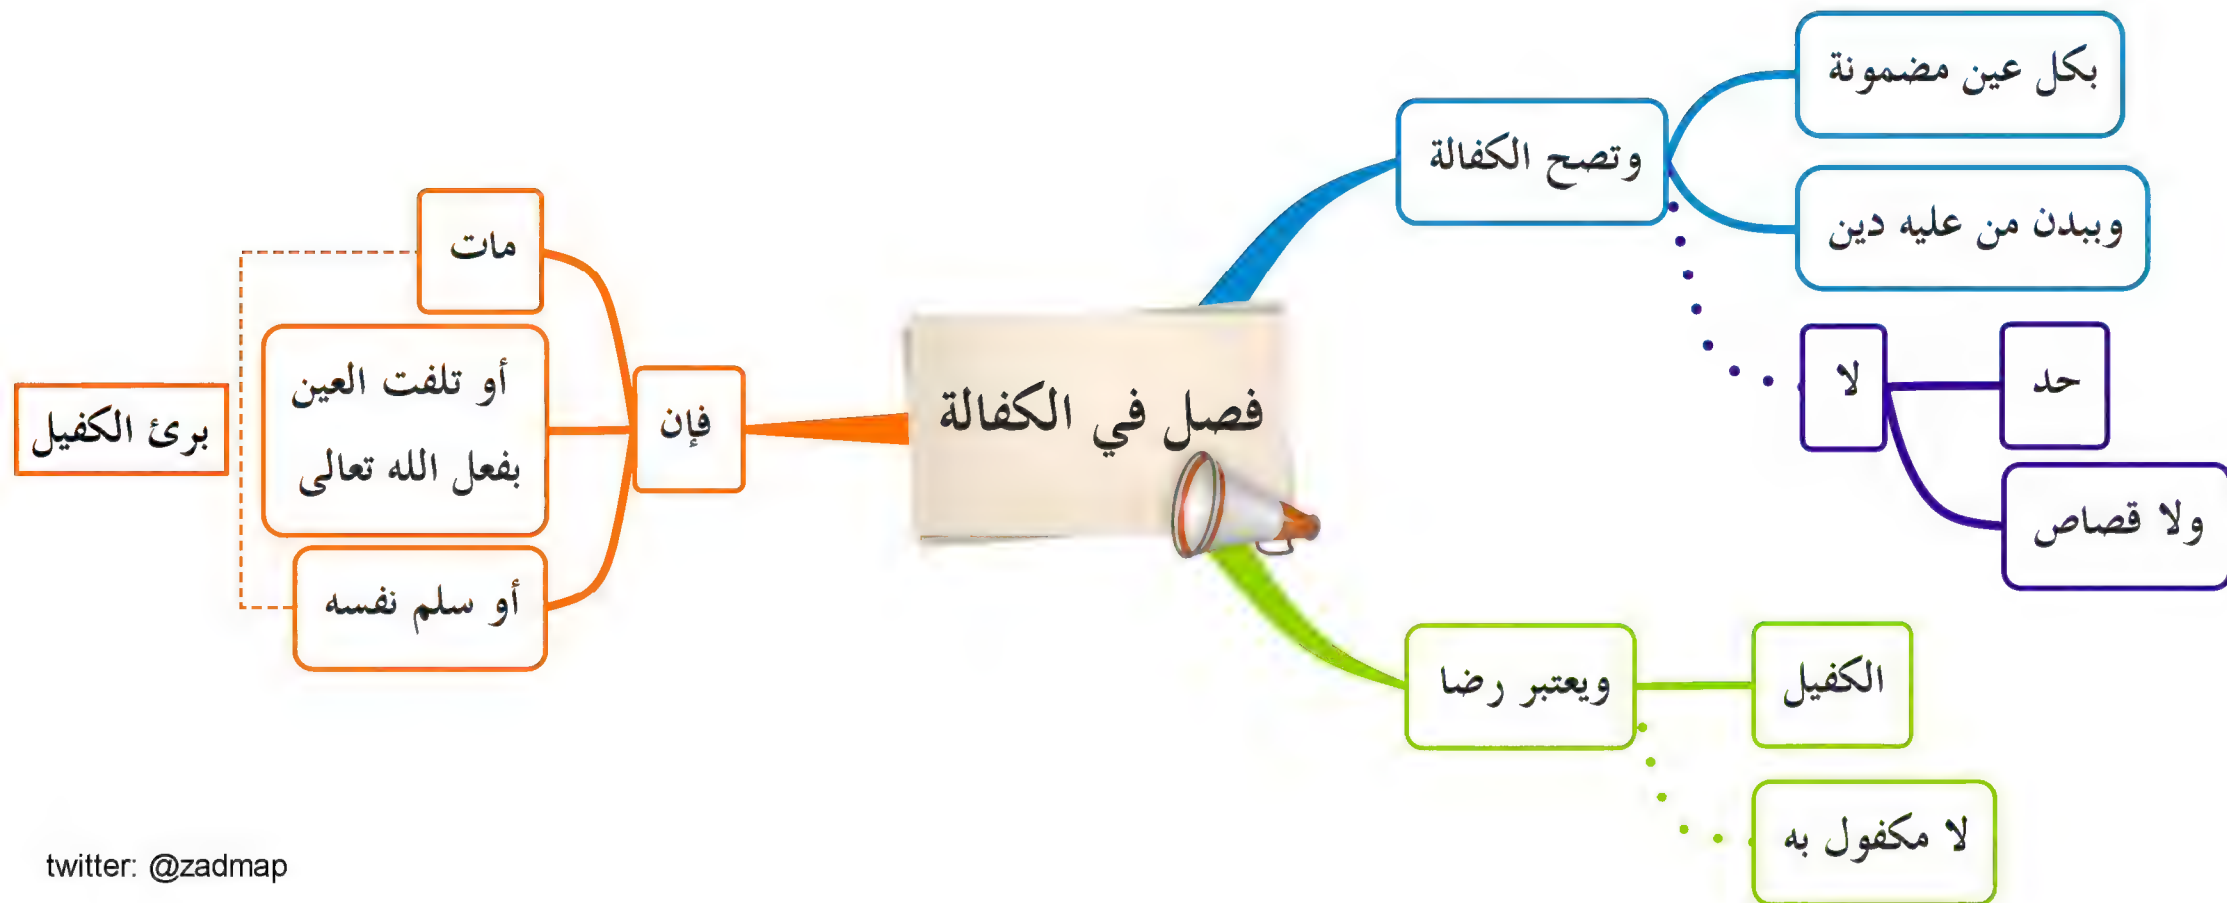 فصل في الكفالة
وتصح الكفالة
بكل عين مضمونة
وببدن من عليه دين
لا
حد
ولا قصاص
ويعتبر رضا
الكفيل
لا مكفول به
فإن
مات
أو تلفت العين
بفعل الله تعالى
أو سلم نفسه
برئ الكفيل
twitter: @zadmap